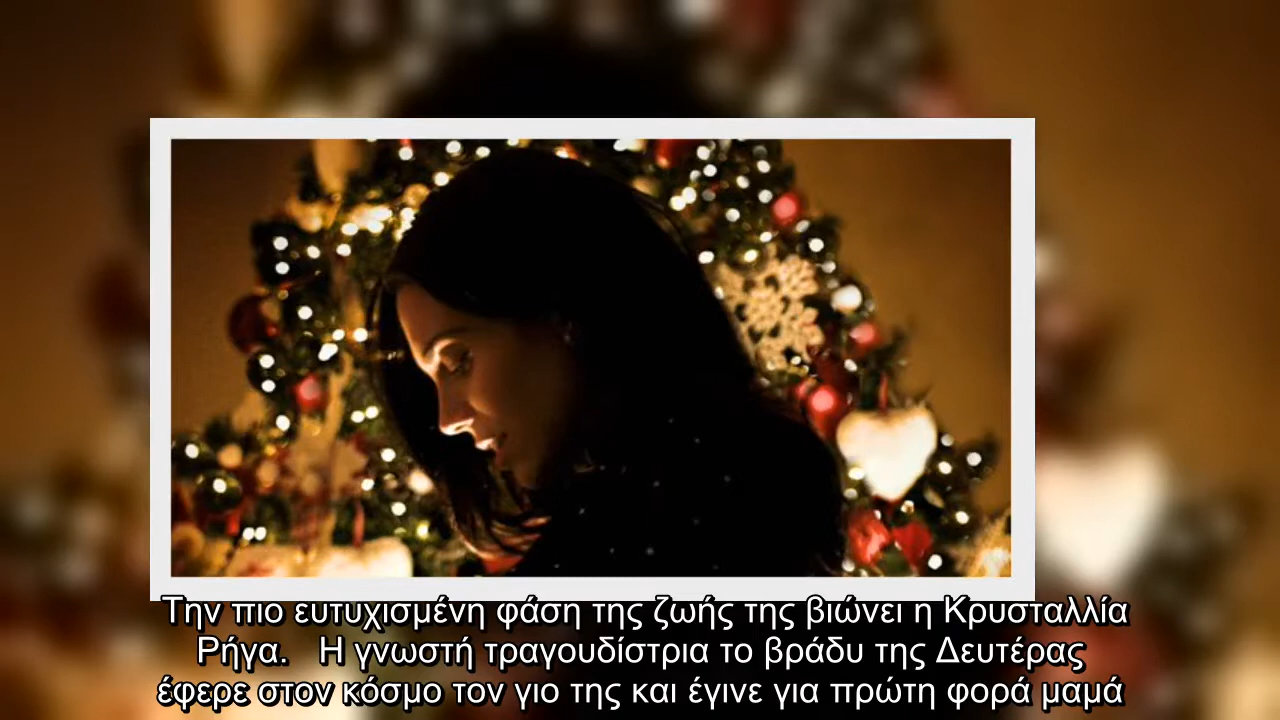 Την πιο ευτυχισμένη φάση της ζωής της βιώνει η Κρυσταλλία
Ρήγα.   Η γνωστή τραγουδίστρια το βράδυ της Δευτέρας
έφερε στον κόσμο τον γιο της και έγινε για πρώτη φορά μαμά